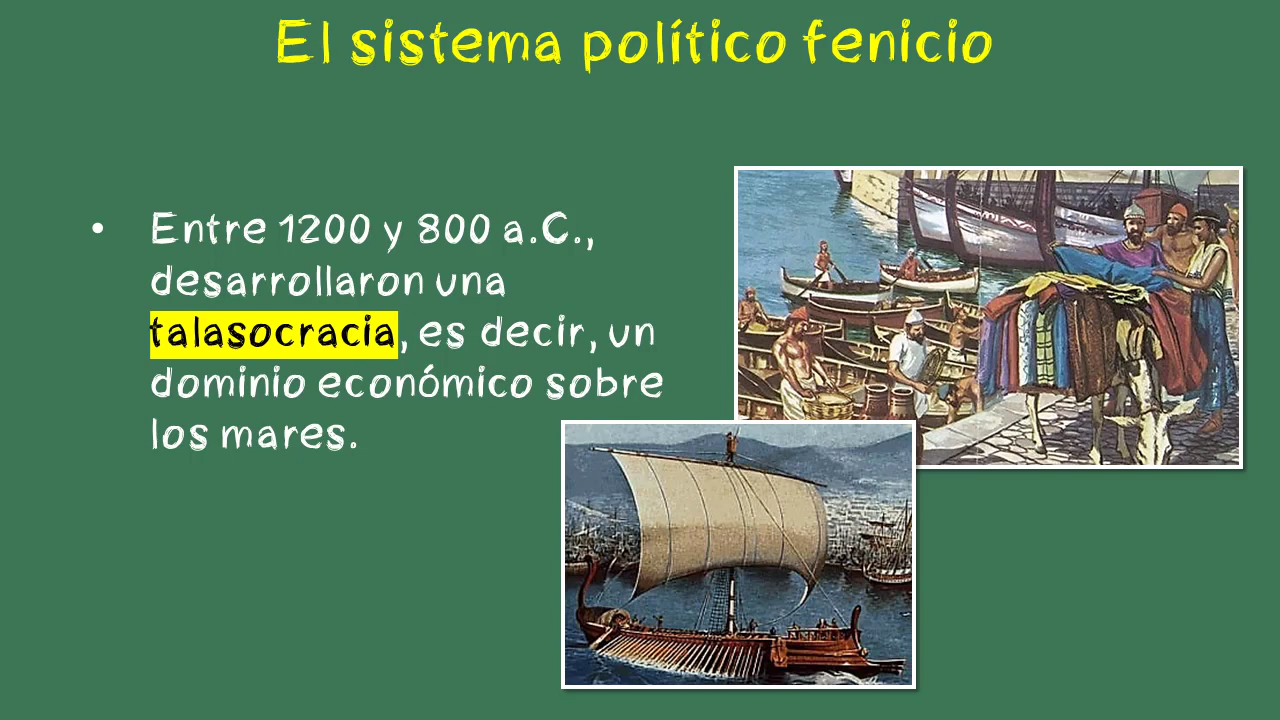 El sistema político fenicio
• Entre 1200 y 800 a.C.,
desarrollaron una
talasocracia, es decir, un
dominio económico sobre
los mares.